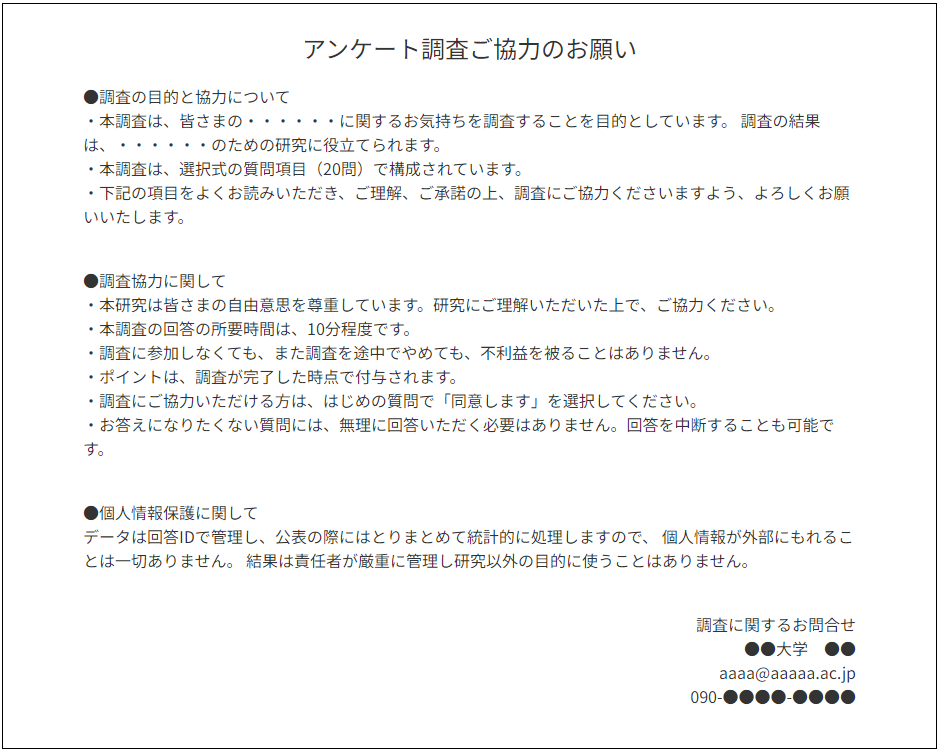 アンケート調査ご協力のお願い
●調査の目的と協力について
・本調査は、皆さまの・・・・・・に関するお気持ちを調査することを目的としています。 調査の結果
は、・・・・・・のための研究に役立てられます。
・本調査は、選択式の質問項目（20問）で構成されています。
・下記の項目をよくお読みいただき、ご理解、ご承諾の上、調査にご協力くださいますよう、よろしくお願
いいたします。
●調査協力に関して
・本研究は皆さまの自由意思を尊重しています。研究にご理解いただいた上で、ご協力ください。
・本調査の回答の所要時間は、10分程度です。
・調査に参加しなくても、また調査を途中でやめても、不利益を被ることはありません。
・ポイントは、調査が完了した時点で付与されます。
・調査にご協力いただける方は、はじめの質問で「同意します」を選択してください。
・お答えになりたくない質問には、無理に回答いただく必要はありません。回答を中断することも可能で
す。
●個人情報保護に関して
データは回答IDで管理し、公表の際にはとりまとめて統計的に処理しますので、 個人情報が外部にもれるこ
とは一切ありません。 結果は責任者が厳重に管理し研究以外の目的に使うことはありません。
調査に関するお問合せ
●●大学　●●
aaaa@aaaaa.ac.jp
090-●●●●-●●●●